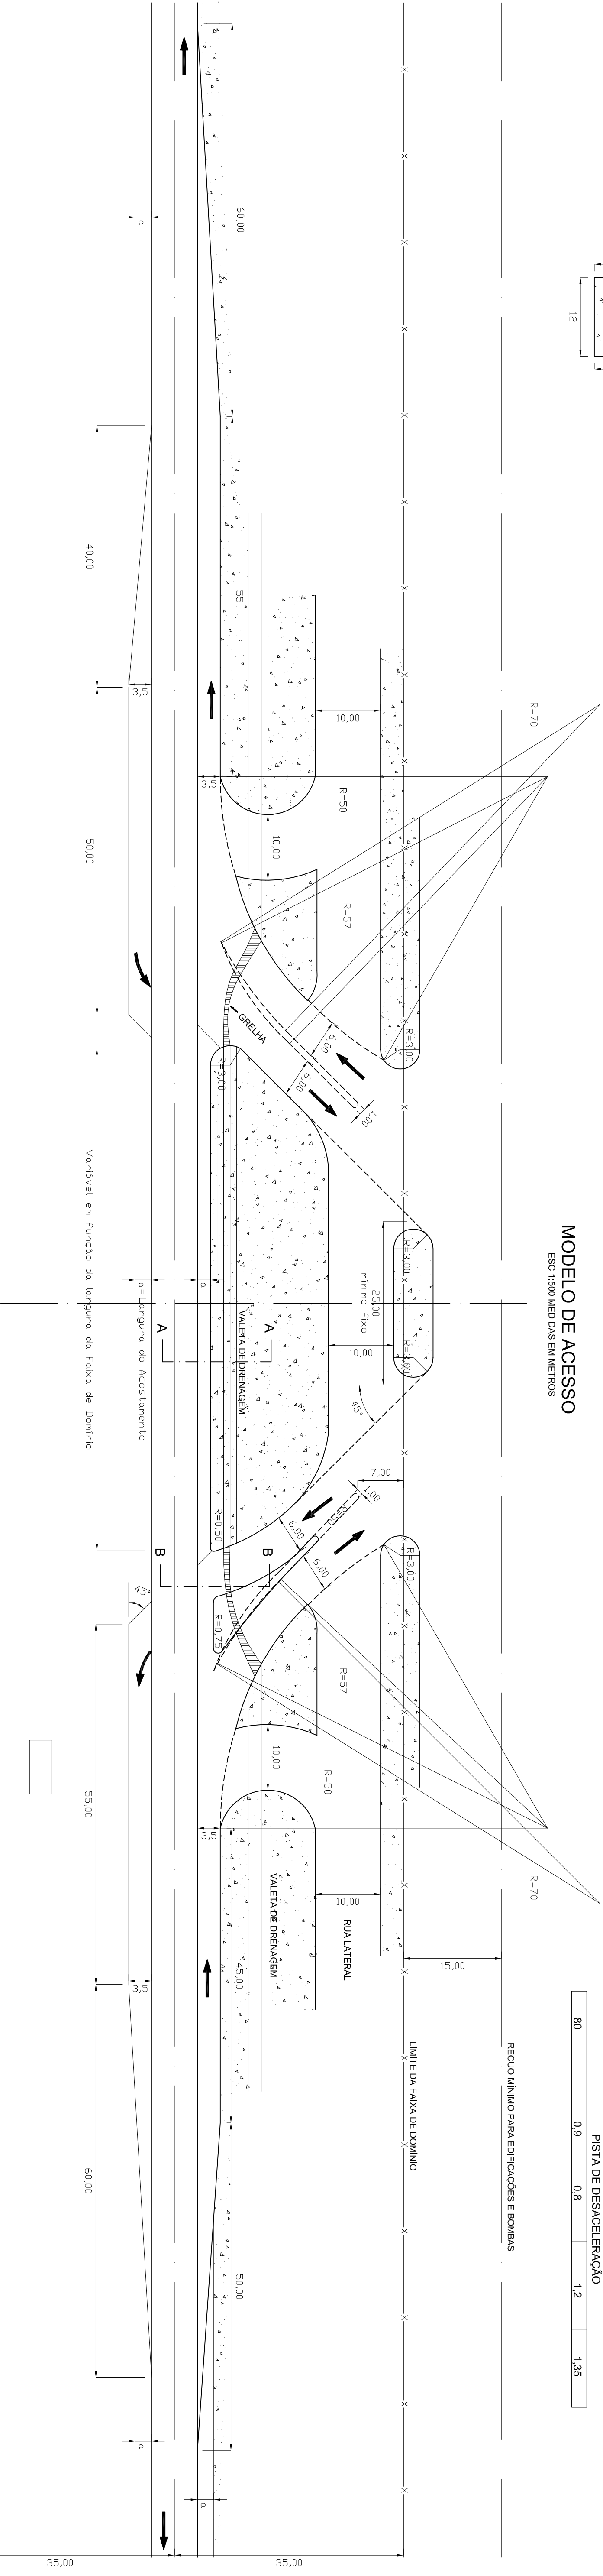 MODELO DE ACESSO
ESC:1:500 MEDIDAS EM METROS
12
PISTA DE DESACELERAÇÃO
80 0,9 0,8 1,2 1,35
RECUO MÍNIMO PARA EDIFICAÇÕES E BOMBAS
15,00
LIMITE DA FAIXA DE DOMÍNIO
R=70
R=70
RUA LATERAL
10,00
10,00
10,00
R=3,00
R=3,00
R=3,00
R=3,00
25,00
mínimo fixo
45°
7,00
1,00
1,00
R=50
R=57
R=57
R=50
6,00
6,00
6,00
6,00
10,00
10,00
GRELHA
VALETA DE DRENAGEM
VALETA DE DRENAGEM
A
A
B
B
R=3,00
R=0,50
R=0,75
60,00
55
3,5
3,5
45,00
50,00
a
a
a
a
a
3,5
3,5
a=Largura do Acostamento
45°
40,00
50,00
Variável em função da largura da Faixa de Domínio
55,00
60,00
35,00
35,00